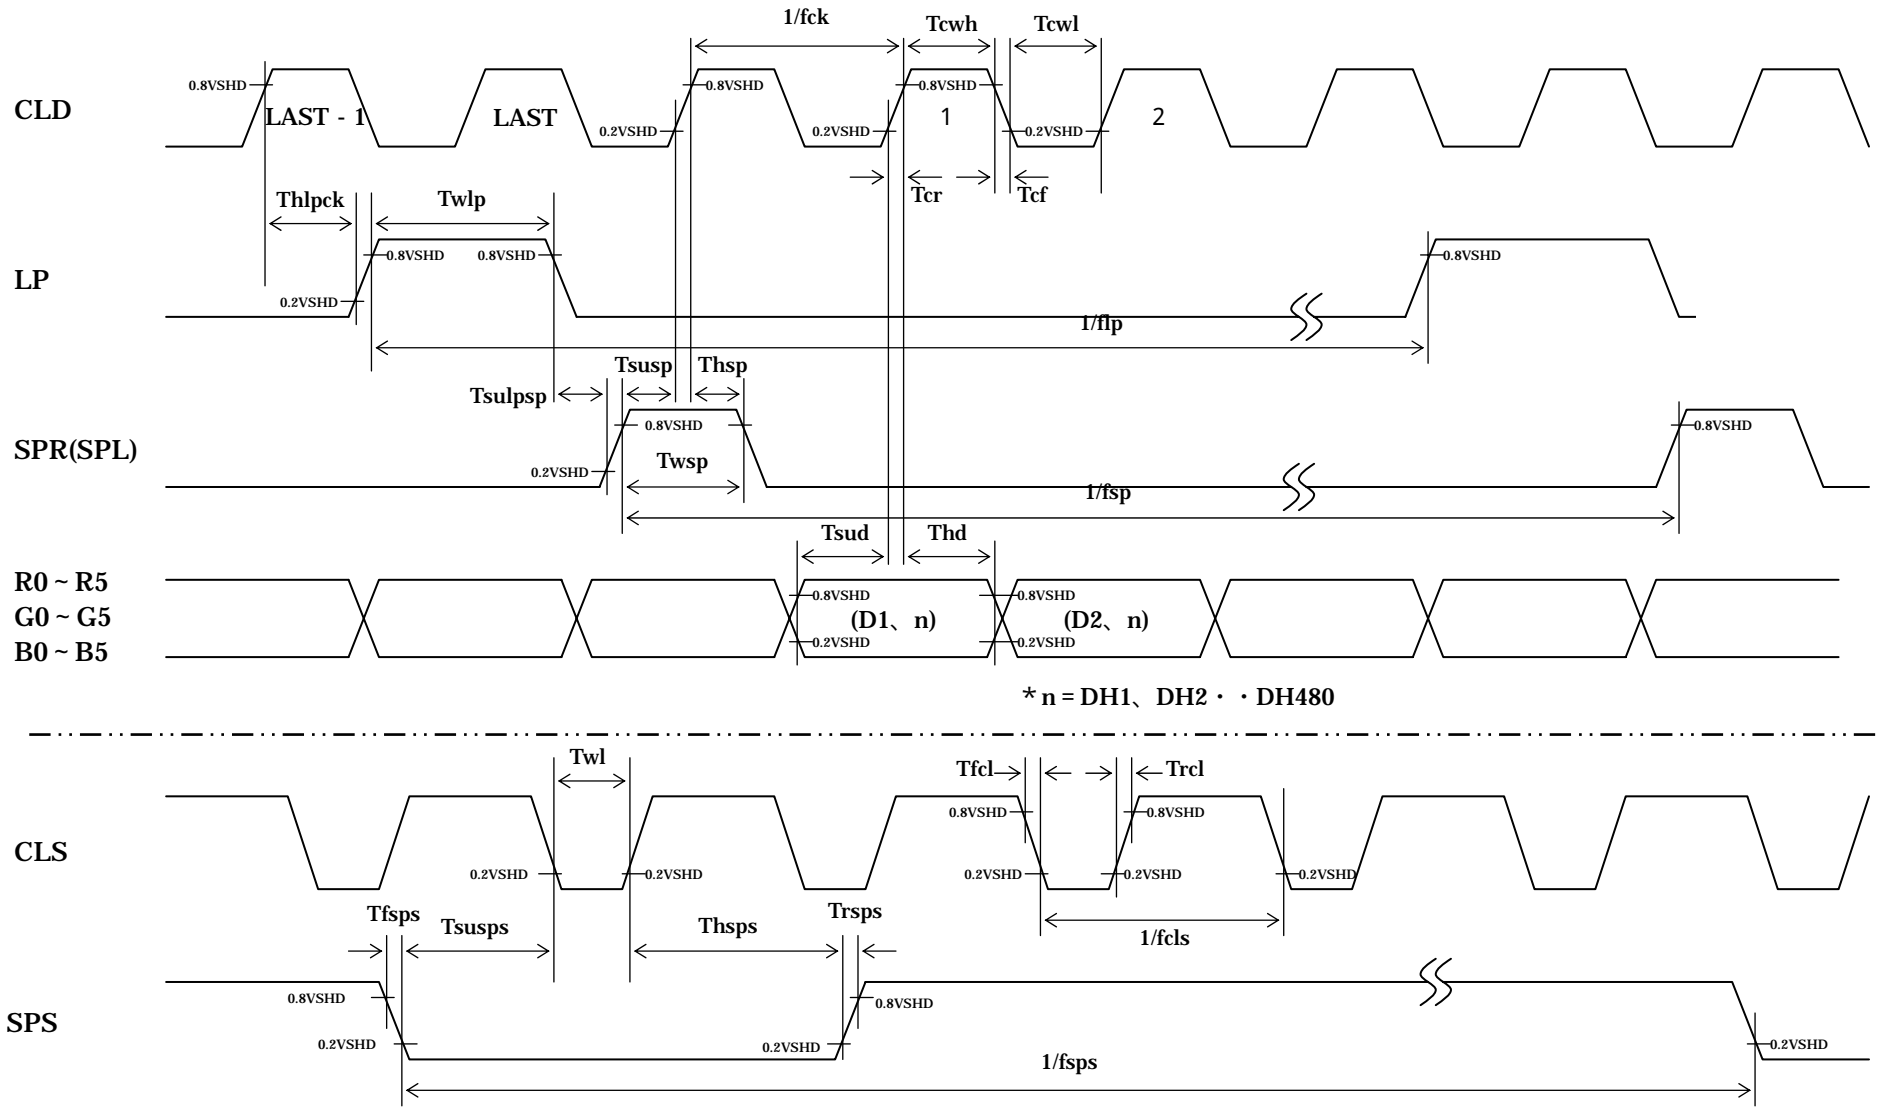 1/fck
Tcwh
Tcwl
CLD
0.8VSHD
LAST - 1
LAST
0.2VSHD
0.8VSHD
0.2VSHD
0.8VSHD
1
0.2VSHD
2
Tcr
Tcf
Thlpck
Twlp
LP
0.8VSHD
0.8VSHD
0.2VSHD
0.8VSHD
1/flp
Tsusp
Thsp
Tsulpsp
SPR(SPL)
0.8VSHD
0.2VSHD
Twsp
0.8VSHD
1/fsp
Tsud
Thd
R0 ~ R5
G0 ~ G5
B0 ~ B5
0.8VSHD
(D1、n)
0.2VSHD
0.8VSHD
(D2、n)
0.2VSHD
* n = DH1、DH2・・DH480
Twl
Tfcl
Trcl
CLS
0.2VSHD
0.2VSHD
0.8VSHD
0.8VSHD
0.2VSHD
0.2VSHD
0.2VSHD
Tfsps
Tsusps
Thsps
Trsps
1/fcls
SPS
0.8VSHD
0.2VSHD
0.8VSHD
0.2VSHD
0.2VSHD
1/fsps